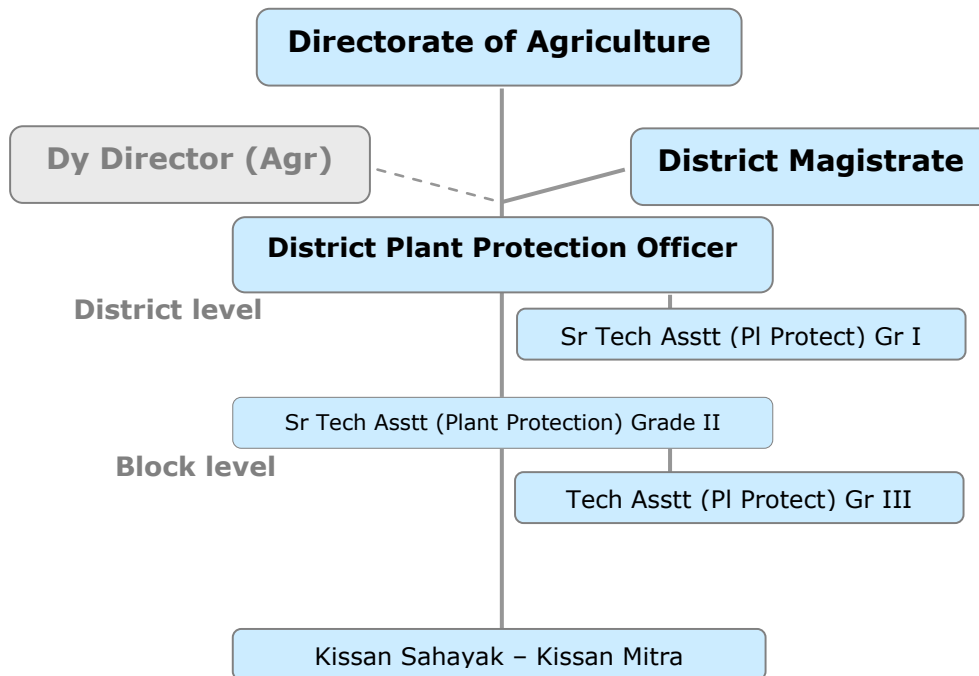 Directorate of Agriculture
Dy Director (Agr)
District Magistrate
District Plant Protection Officer
District level
Sr Tech Asstt (Pl Protect) Gr I
Sr Tech Asstt (Plant Protection) Grade II
Block level
Tech Asstt (Pl Protect) Gr III
Kissan Sahayak – Kissan Mitra